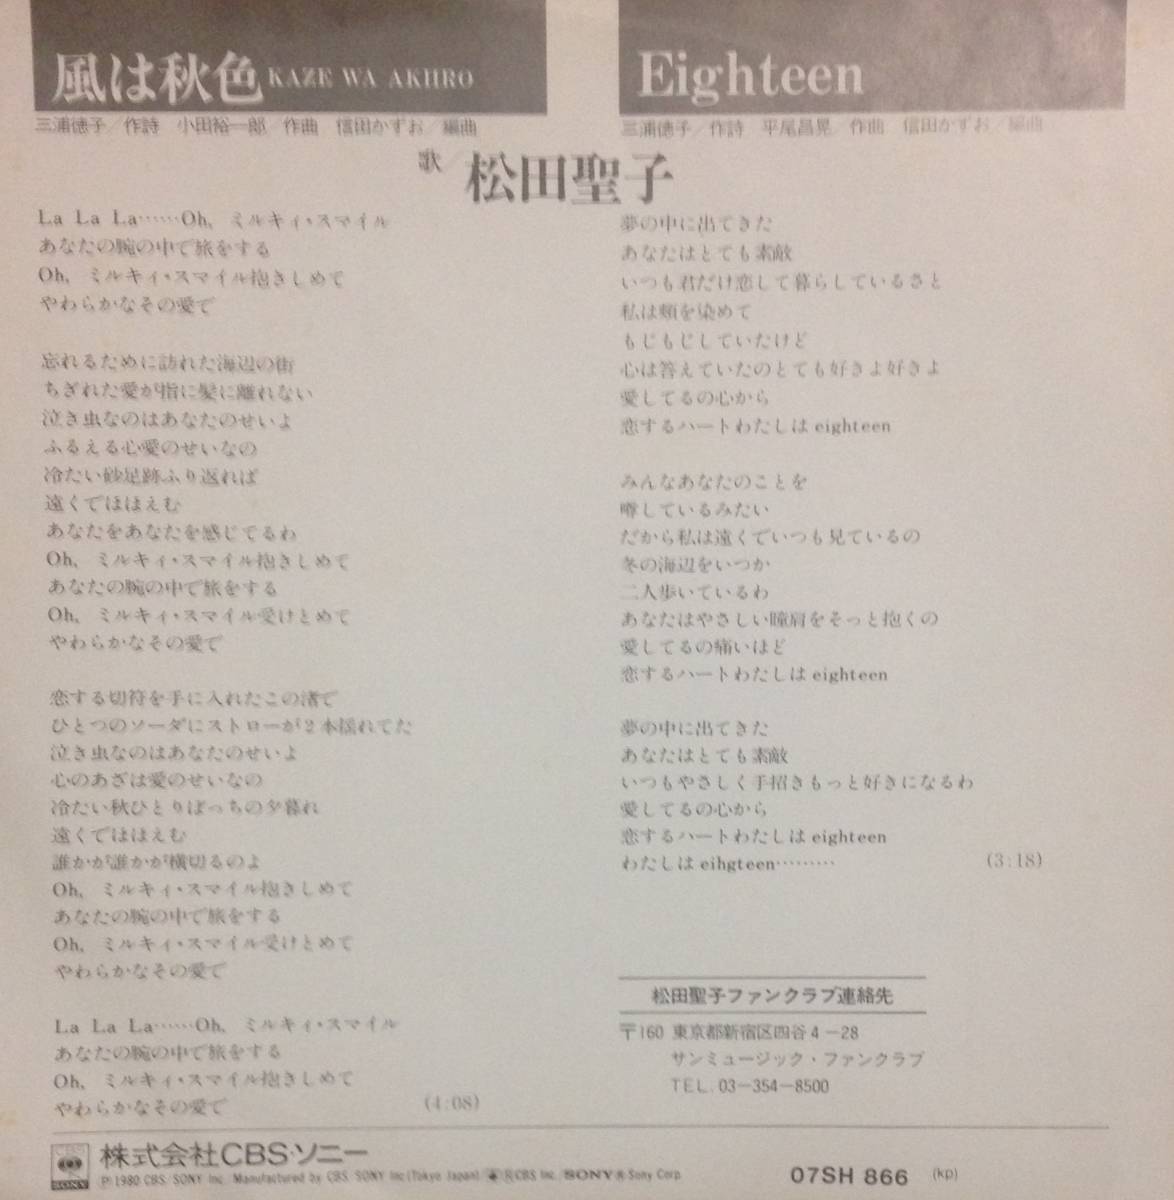 風は秋色 KAZE WA AKIIRO
三浦徳子/作詩 小田裕一郎/作曲 信田かずお/編曲
Eighteen
三浦徳子/作詩 平尾昌晃/作曲 信田かずお/編曲
歌/松田聖子
La La La……Oh, ミルキィ・スマイル
あなたの腕の中で旅をする
Oh, ミルキィ・スマイル抱きしめて
やわらかなその愛で
忘れるために訪れた海辺の街
ちぎれた愛が指に髪に離れない
泣き虫なのはあなたのせいよ
ふるえる心愛のせいなの
冷たい砂足跡ふり返れば
遠くでほほえむ
あなたをあなたを感じてるわ
Oh, ミルキィ・スマイル抱きしめて
あなたの腕の中で旅をする
Oh, ミルキィ・スマイル受けとめて
やわらかなその愛で
恋する切符を手に入れたこの渚で
ひとつのソーダにストローが2本揺れてた
泣き虫なのはあなたのせいよ
心のあざは愛のせいなの
冷たい秋ひとりぼっちの夕暮れ
遠くでほほえむ
誰かが誰かが横切るのよ
Oh, ミルキィ・スマイル抱きしめて
あなたの腕の中で旅をする
Oh, ミルキィ・スマイル受けとめて
やわらかなその愛で
La La La……Oh, ミルキィ・スマイル
あなたの腕の中で旅をする
Oh, ミルキィ・スマイル抱きしめて
やわらかなその愛で (4:08)
夢の中に出てきた
あなたはとても素敵
いつも君だけ恋して暮らしているさと
私は頬を染めて
もじもじしていたけど
心は答えていたのとても好きよ好きよ
愛してるの心から
恋するハートわたしは eighteen
みんなあなたのことを
噂しているみたい
だから私は遠くでいつも見ているの
冬の海辺をいつか
二人歩いているわ
あなたはやさしい瞳肩をそっと抱くの
愛してるの痛いほど
恋するハートわたしは eighteen
夢の中に出てきた
あなたはとても素敵
いつもやさしく手招きもっと好きになるわ
愛してるの心から
恋するハートわたしは eighteen
わたしは eihgteen……… (3:18)
松田聖子ファンクラブ連絡先
〒160 東京都新宿区四谷4-28
サンミュージック・ファンクラブ
TEL. 03-354-8500
CBS
SONY
株式会社CBS・ソニー
Ⓟ1980 CBS/SONY Inc./Manufactured by CBS/SONY Inc(Tokyo Japan)/ ®CBS Inc./SONY® Sony Corp.
07SH 866 (kp)